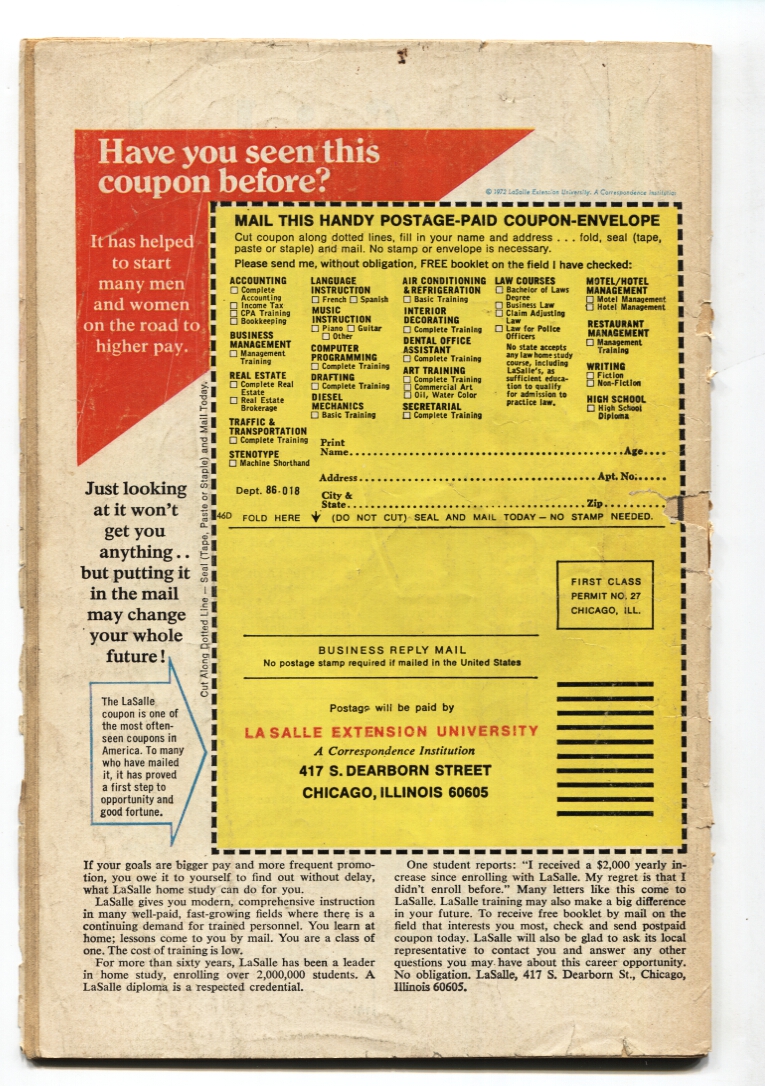 Have you seen this
coupon before?
© 1972 LaSalle Extension University, A Correspondence Institution
It has helped
to start
many men
and women
on the road to
higher pay.
Just looking
at it won't
get you
anything..
but putting it
in the mail
may change
your whole
future!
The LaSalle
coupon is one of
the most often-
seen coupons in
America. To many
who have mailed
it, it has proved
a first step to
opportunity and
good fortune.
Cut Along Dotted Line — Seal (Tape, Paste or Staple) and Mail Today.
MAIL THIS HANDY POSTAGE-PAID COUPON-ENVELOPE
Cut coupon along dotted lines, fill in your name and address . . . fold, seal (tape,
paste or staple) and mail. No stamp or envelope is necessary.
Please send me, without obligation, FREE booklet on the field I have checked:
ACCOUNTING
Complete
Accounting
Income Tax
CPA Training
Bookkeeping
BUSINESS
MANAGEMENT
Management
Training
REAL ESTATE
Complete Real
Estate
Real Estate
Brokerage
TRAFFIC &
TRANSPORTATION
Complete Training
STENOTYPE
Machine Shorthand
LANGUAGE
INSTRUCTION
French Spanish
MUSIC
INSTRUCTION
Piano Guitar
Other
COMPUTER
PROGRAMMING
Complete Training
DRAFTING
Complete Training
DIESEL
MECHANICS
Basic Training
AIR CONDITIONING
& REFRIGERATION
Basic Training
INTERIOR
DECORATING
Complete Training
DENTAL OFFICE
ASSISTANT
Complete Training
ART TRAINING
Complete Training
Commercial Art
Oil, Water Color
SECRETARIAL
Complete Training
LAW COURSES
Bachelor of Laws
Degree
Business Law
Claim Adjusting
Law
Law for Police
Officers
No state accepts
any law home study
course, including
LaSalle's, as
sufficient educa-
tion to qualify
for admission to
practice law.
MOTEL/HOTEL
MANAGEMENT
Motel Management
Hotel Management
RESTAURANT
MANAGEMENT
Management
Training
WRITING
Fiction
Non-Fiction
HIGH SCHOOL
High School
Diploma
Print
Name Age
Address Apt. No.
Dept. 86-018
City &
State Zip
46D FOLD HERE (DO NOT CUT) SEAL AND MAIL TODAY — NO STAMP NEEDED.
FIRST CLASS
PERMIT NO. 27
CHICAGO, ILL.
BUSINESS REPLY MAIL
No postage stamp required if mailed in the United States
Postage will be paid by
LA SALLE EXTENSION UNIVERSITY
A Correspondence Institution
417 S. DEARBORN STREET
CHICAGO, ILLINOIS 60605
If your goals are bigger pay and more frequent promo-
tion, you owe it to yourself to find out without delay,
what LaSalle home study can do for you.
LaSalle gives you modern, comprehensive instruction
in many well-paid, fast-growing fields where there is a
continuing demand for trained personnel. You learn at
home; lessons come to you by mail. You are a class of
one. The cost of training is low.
For more than sixty years, LaSalle has been a leader
in home study, enrolling over 2,000,000 students. A
LaSalle diploma is a respected credential.
One student reports: "I received a $2,000 yearly in-
crease since enrolling with LaSalle. My regret is that I
didn't enroll before." Many letters like this come to
LaSalle. LaSalle training may also make a big difference
in your future. To receive free booklet by mail on the
field that interests you most, check and send postpaid
coupon today. LaSalle will also be glad to ask its local
representative to contact you and answer any other
questions you may have about this career opportunity.
No obligation. LaSalle, 417 S. Dearborn St., Chicago,
Illinois 60605.